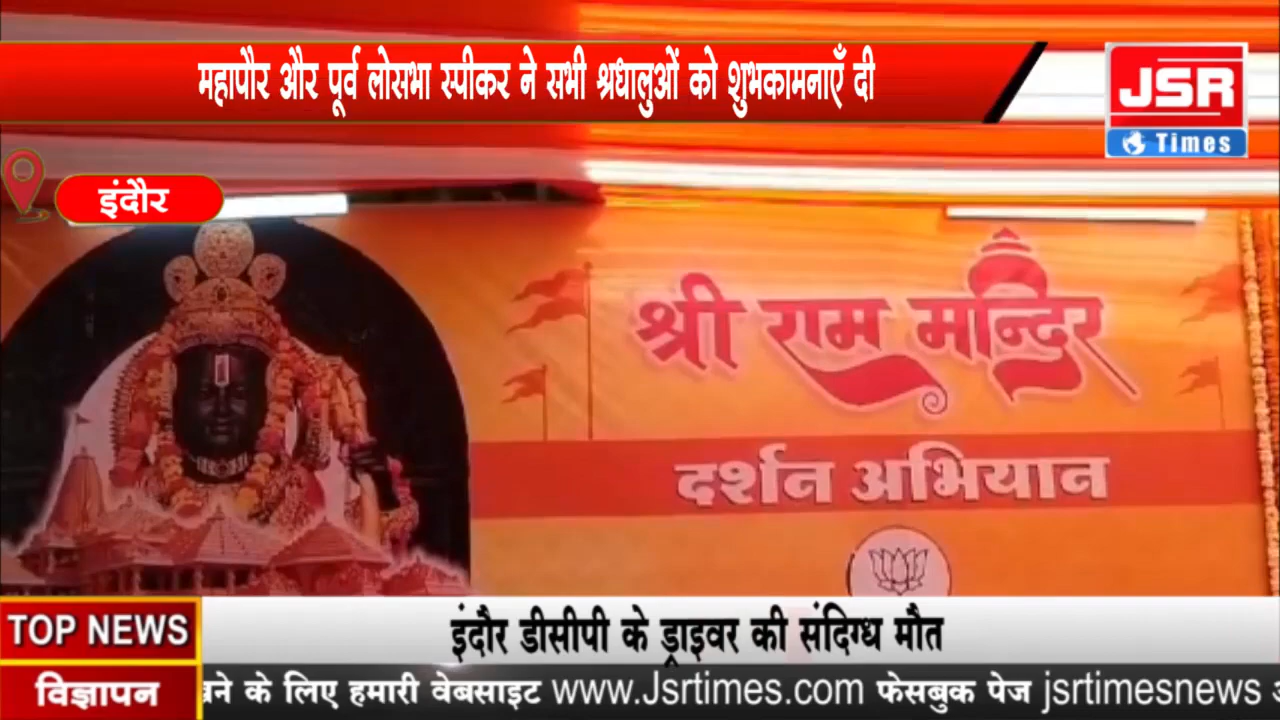 महापौर और पूर्व लोसभा स्पीकर ने सभी श्रधालुओं को शुभकामनाएँ दी
JSR
Times
इंदौर
श्री राम मन्दिर
दर्शन अभियान
TOP NEWS
इंदौर डीसीपी के ड्राइवर की संदिग्ध मौत
विज्ञापन
के लिए हमारी वेबसाइट www.Jsrtimes.com फेसबुक पेज jsrtimesnews